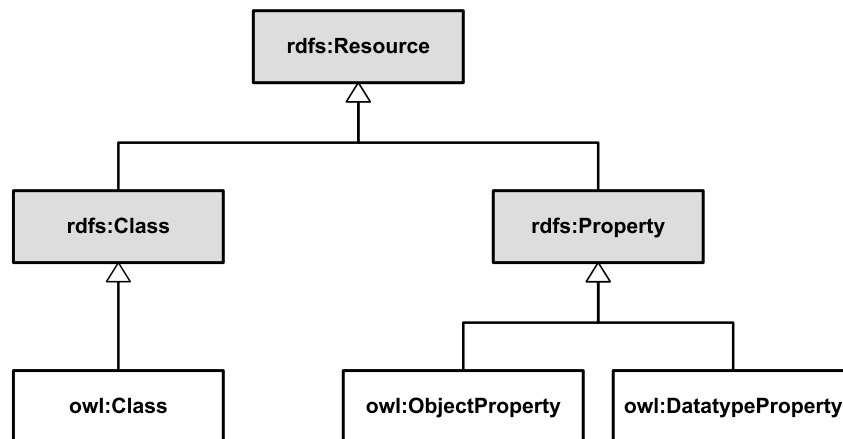 rdfs:Resource
rdfs:Class
rdfs:Property
owl:Class
owl:ObjectProperty
owl:DatatypeProperty